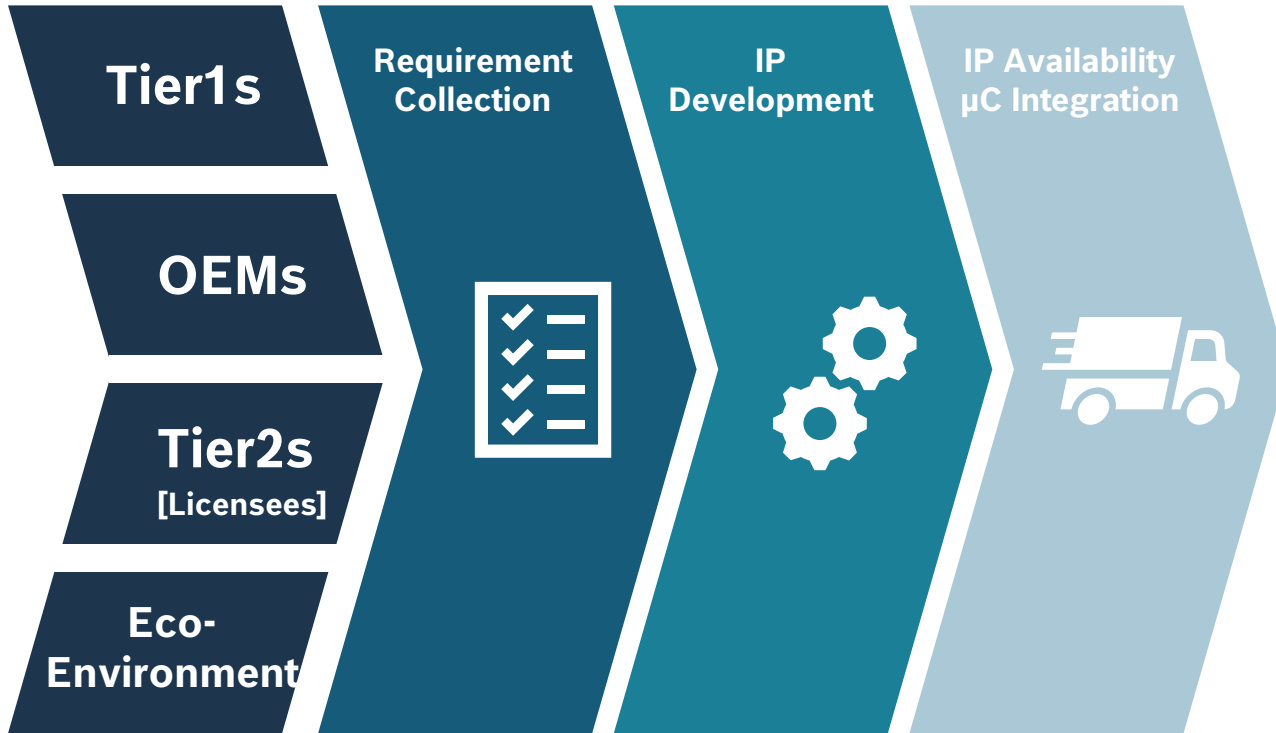 Tier1s
OEMs
Tier2s
[Licensees]
Eco-
Environment
Requirement
Collection
IP
Development
IP Availability
µC Integration